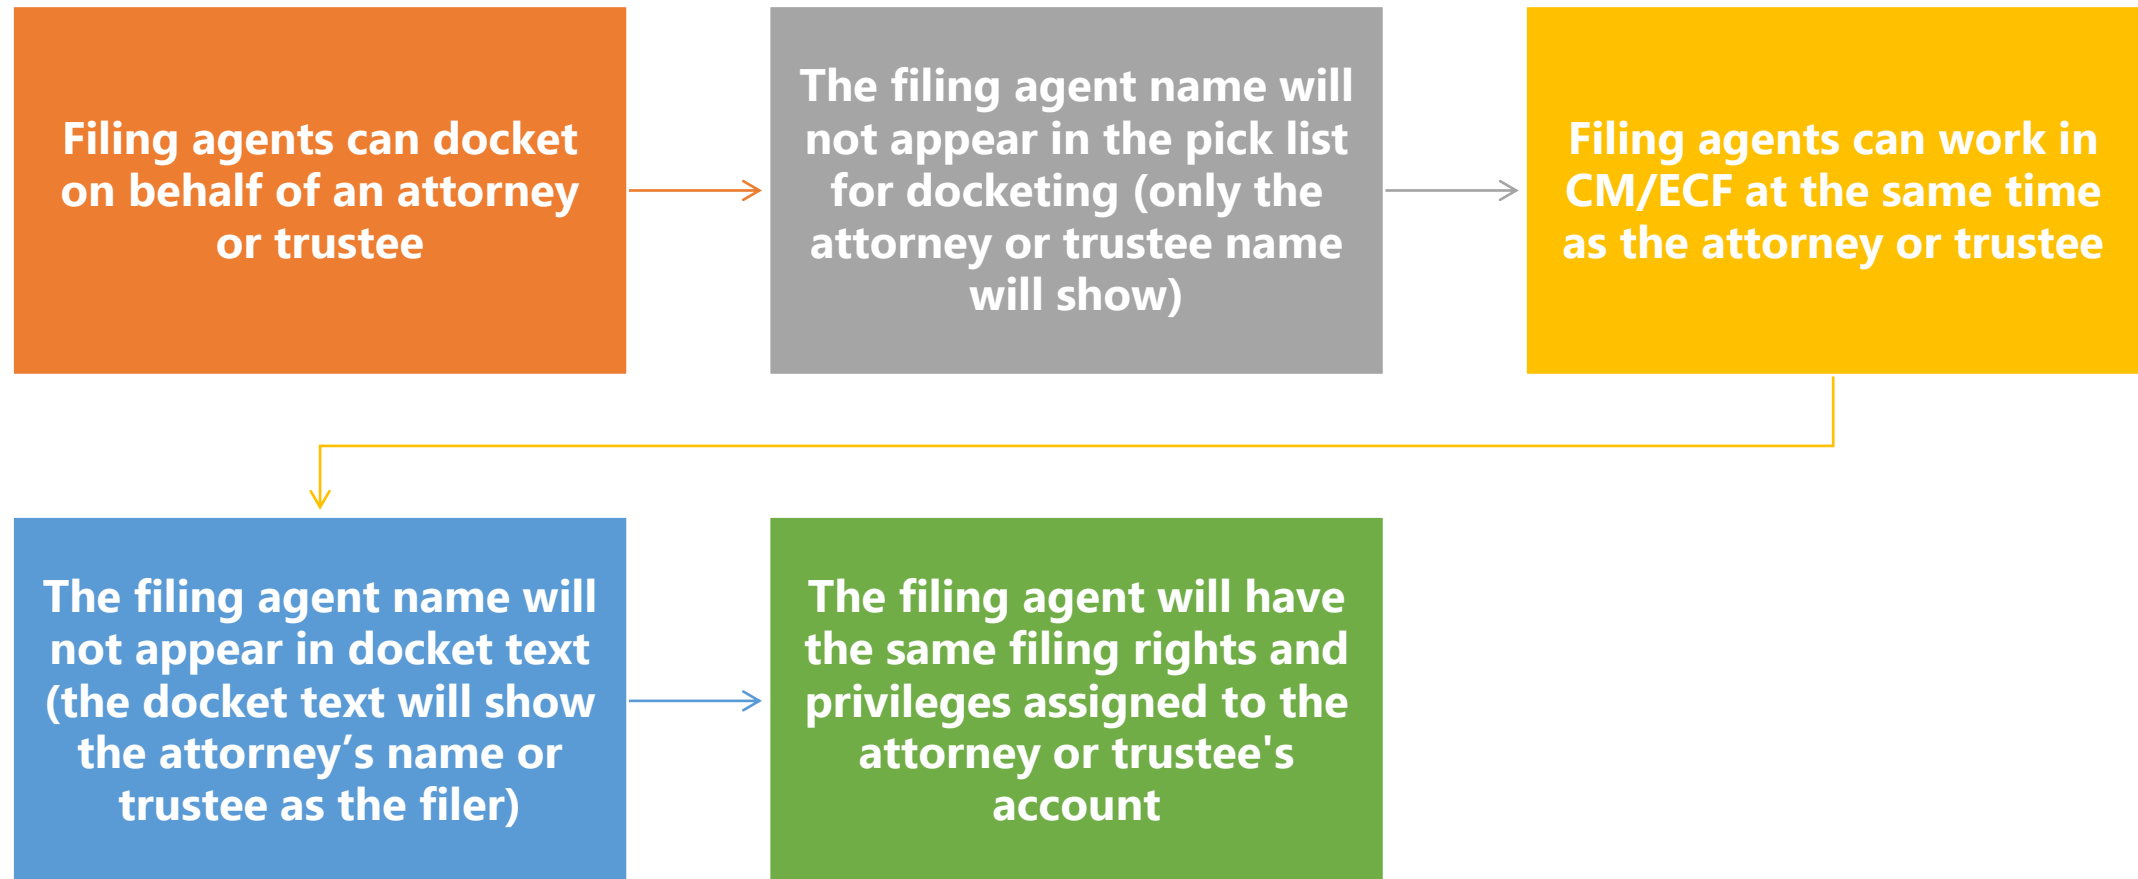 Filing agents can docket
on behalf of an attorney
or trustee
The filing agent name will
not appear in the pick list
for docketing (only the
attorney or trustee name
will show)
Filing agents can work in
CM/ECF at the same time
as the attorney or trustee
The filing agent name will
not appear in docket text
(the docket text will show
the attorney’s name or
trustee as the filer)
The filing agent will have
the same filing rights and
privileges assigned to the
attorney or trustee's
account